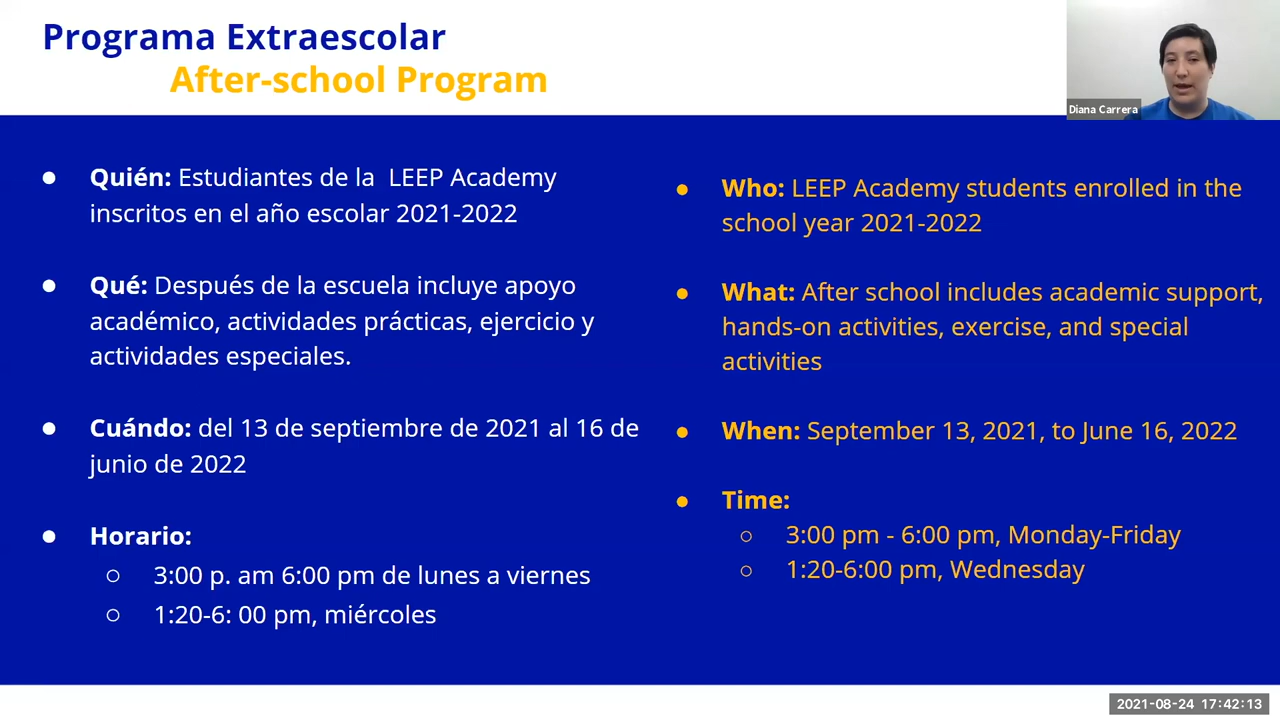 Programa Extraescolar
After-school Program
Diana Carrera
Quién: Estudiantes de la LEEP Academy
inscritos en el año escolar 2021-2022
Qué: Después de la escuela incluye apoyo
académico, actividades prácticas, ejercicio y
actividades especiales.
Cuándo: del 13 de septiembre de 2021 al 16 de
junio de 2022
Horario:
3:00 p. am 6:00 pm de lunes a viernes
1:20-6: 00 pm, miércoles
Who: LEEP Academy students enrolled in the
school year 2021-2022
What: After school includes academic support,
hands-on activities, exercise, and special
activities
When: September 13, 2021, to June 16, 2022
Time:
3:00 pm - 6:00 pm, Monday-Friday
1:20-6:00 pm, Wednesday
2021-08-24 17:42:13